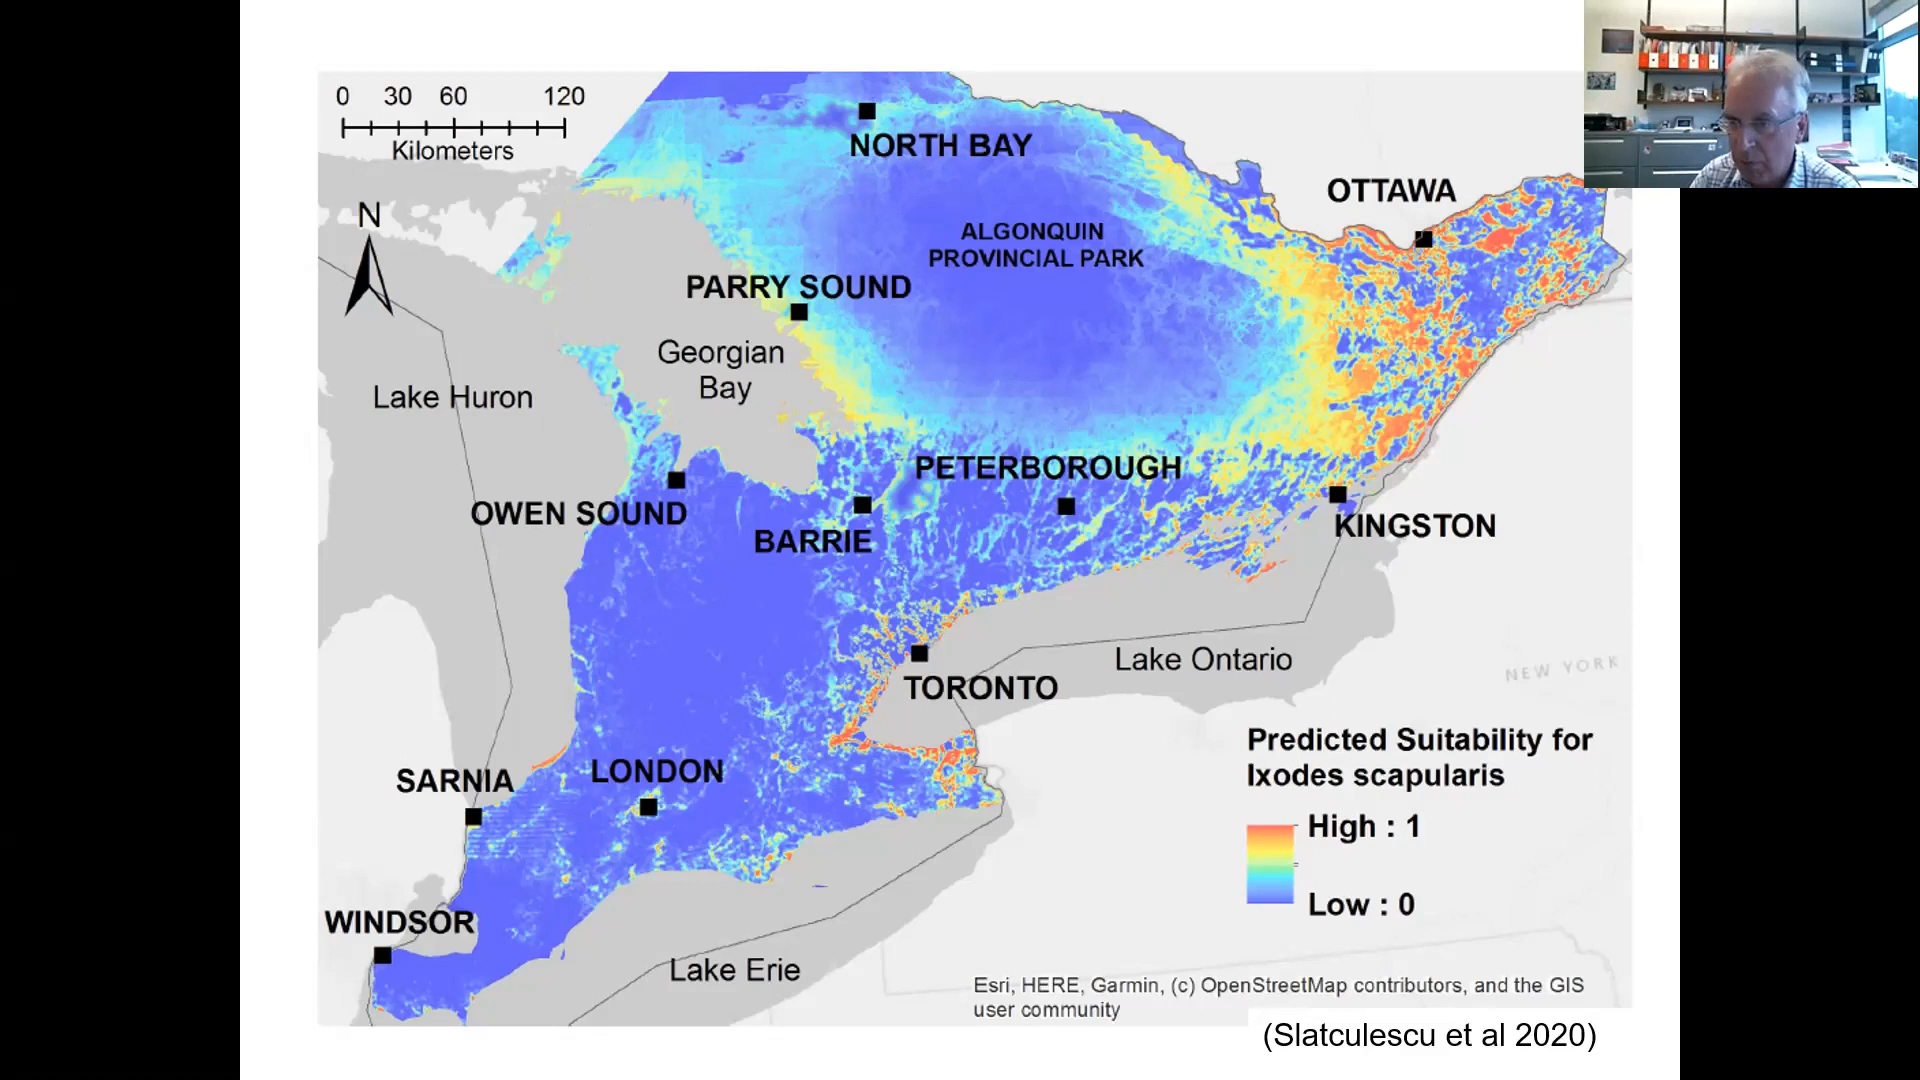 0 30 60 120
Kilometers
N
NORTH BAY
OTTAWA
ALGONQUIN
PROVINCIAL PARK
PARRY SOUND
Georgian
Bay
Lake Huron
PETERBOROUGH
OWEN SOUND
BARRIE
KINGSTON
Lake Ontario
TORONTO
NEW YORK
Predicted Suitability for
Ixodes scapularis
High : 1
Low : 0
SARNIA
LONDON
WINDSOR
Lake Erie
Esri, HERE, Garmin, (c) OpenStreetMap contributors, and the GIS
user community
(Slatculescu et al 2020)